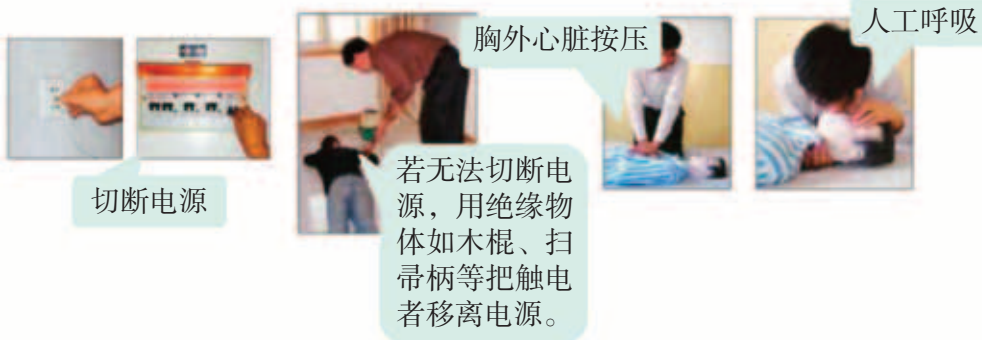 切断电源
若无法切断电
源，用绝缘物
体如木棍、扫
帚柄等把触电
者移离电源。
胸外心脏按压
人工呼吸